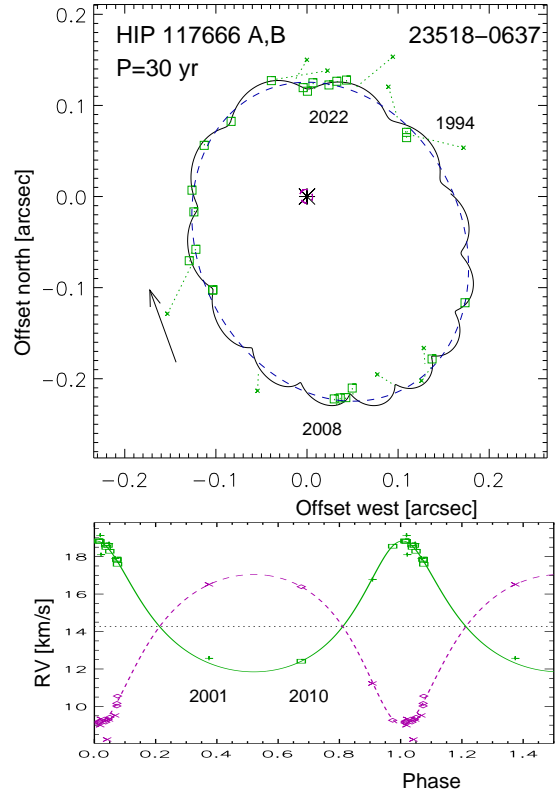 HIP 117666 A,B 23518−0637
P=30 yr
0.2
0.1
0.0
−0.1
−0.2
2022
1994
2008
Offset north [arcsec]
−0.2 −0.1 0.0 0.1 0.2
Offset west [arcsec]
18
16
14
12
10
RV [km/s]
2001 2010
0.0 0.2 0.4 0.6 0.8 1.0 1.2 1.4
Phase